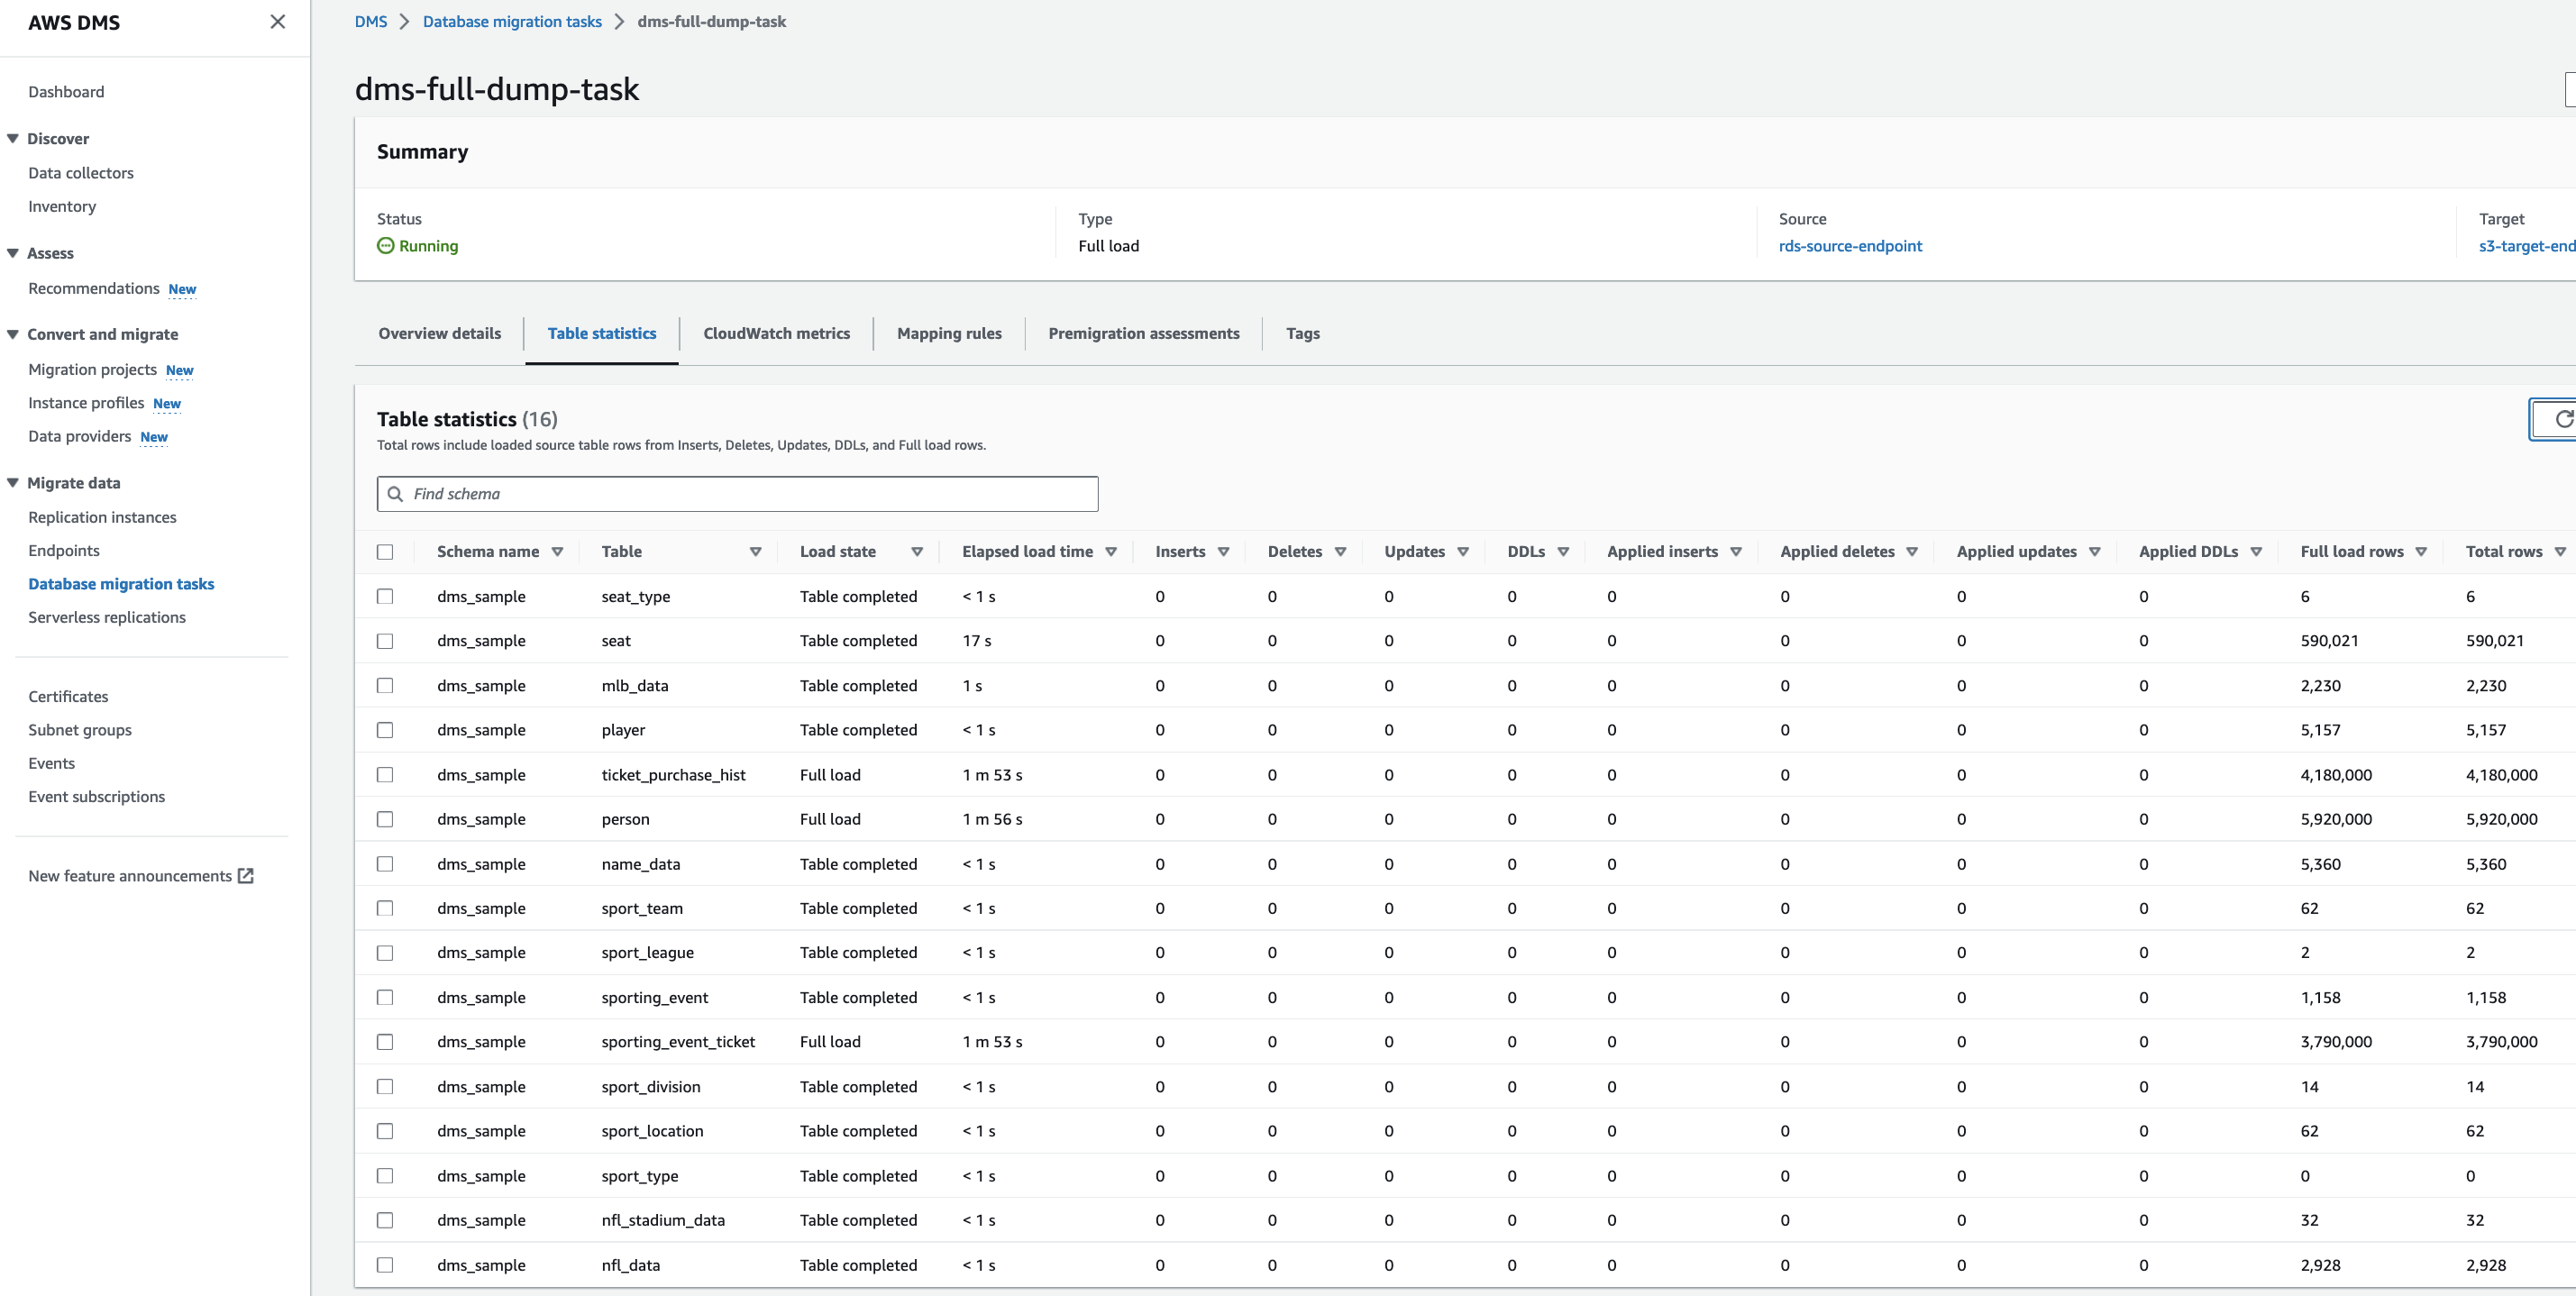 AWS DMS
Dashboard
Discover
Data collectors
Inventory
Assess
Recommendations New
Convert and migrate
Migration projects New
Instance profiles New
Data providers New
Migrate data
Replication instances
Endpoints
Database migration tasks
Serverless replications
Certificates
Subnet groups
Events
Event subscriptions
New feature announcements
DMS Database migration tasks dms-full-dump-task
dms-full-dump-task
Summary
Status Type Source Target
Running Full load rds-source-endpoint s3-target-end
Overview details Table statistics CloudWatch metrics Mapping rules Premigration assessments Tags
Table statistics (16)
Total rows include loaded source table rows from Inserts, Deletes, Updates, DDLs, and Full load rows.
Find schema
Schema name Table Load state Elapsed load time Inserts Deletes Updates DDLs Applied inserts Applied deletes Applied updates Applied DDLs Full load rows Total rows
dms_sample seat_type Table completed < 1 s 0 0 0 0 0 0 0 0 6 6
dms_sample seat Table completed 17 s 0 0 0 0 0 0 0 0 590,021 590,021
dms_sample mlb_data Table completed 1 s 0 0 0 0 0 0 0 0 2,230 2,230
dms_sample player Table completed < 1 s 0 0 0 0 0 0 0 0 5,157 5,157
dms_sample ticket_purchase_hist Full load 1 m 53 s 0 0 0 0 0 0 0 0 4,180,000 4,180,000
dms_sample person Full load 1 m 56 s 0 0 0 0 0 0 0 0 5,920,000 5,920,000
dms_sample name_data Table completed < 1 s 0 0 0 0 0 0 0 0 5,360 5,360
dms_sample sport_team Table completed < 1 s 0 0 0 0 0 0 0 0 62 62
dms_sample sport_league Table completed < 1 s 0 0 0 0 0 0 0 0 2 2
dms_sample sporting_event Table completed < 1 s 0 0 0 0 0 0 0 0 1,158 1,158
dms_sample sporting_event_ticket Full load 1 m 53 s 0 0 0 0 0 0 0 0 3,790,000 3,790,000
dms_sample sport_division Table completed < 1 s 0 0 0 0 0 0 0 0 14 14
dms_sample sport_location Table completed < 1 s 0 0 0 0 0 0 0 0 62 62
dms_sample sport_type Table completed < 1 s 0 0 0 0 0 0 0 0 0 0
dms_sample nfl_stadium_data Table completed < 1 s 0 0 0 0 0 0 0 0 32 32
dms_sample nfl_data Table completed < 1 s 0 0 0 0 0 0 0 0 2,928 2,928